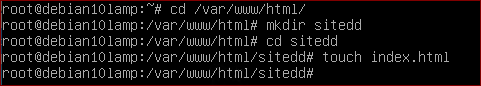 root@debian10lamp:~# cd /var/www/html/
root@debian10lamp:/var/www/html# mkdir sitedd
root@debian10lamp:/var/www/html# cd sitedd
root@debian10lamp:/var/www/html/sitedd# touch index.html
root@debian10lamp:/var/www/html/sitedd#